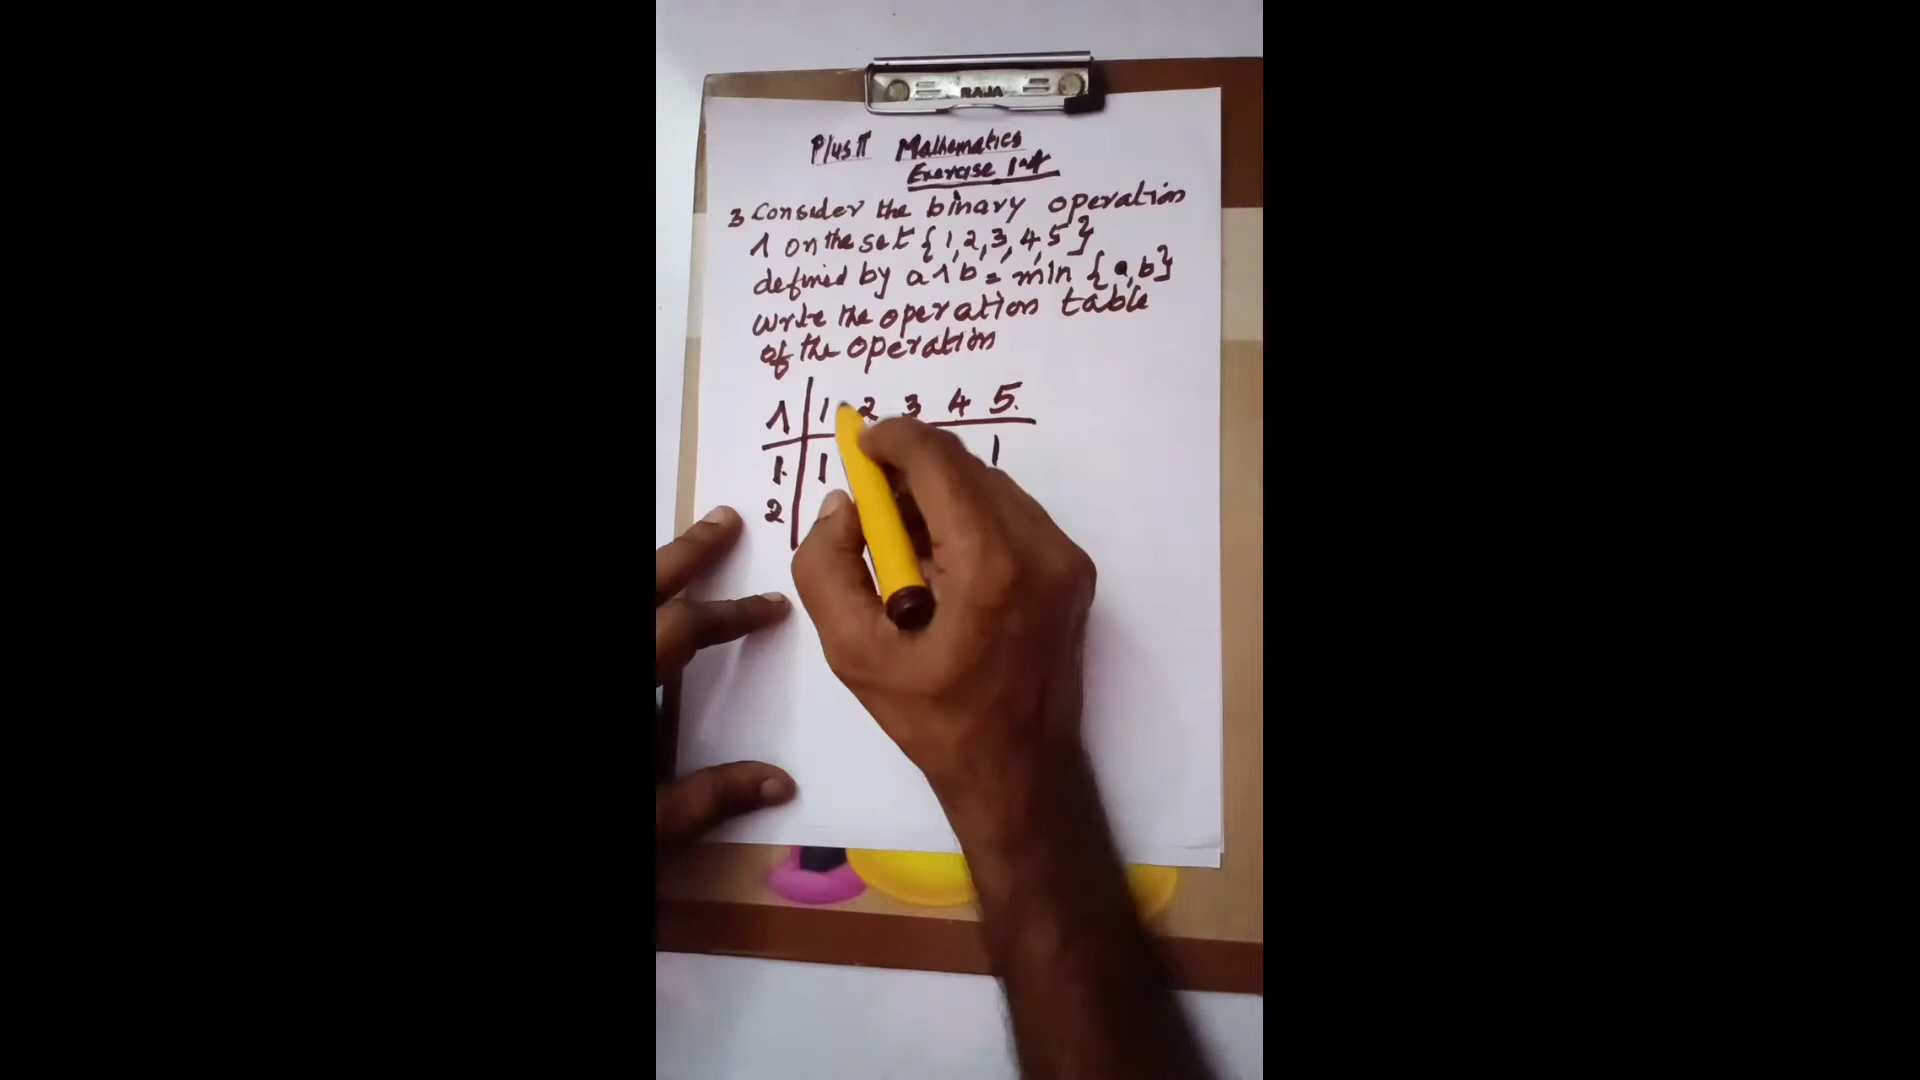 RAJA
Plus II Mathematics
Exercise 1.4
3 Consider the binary operation
∧ on the set {1,2,3,4,5}
defined by a∧b = min {a,b}
write the operation table
of the operation
∧ 1 2 3 4 5.
1. 1 1
2